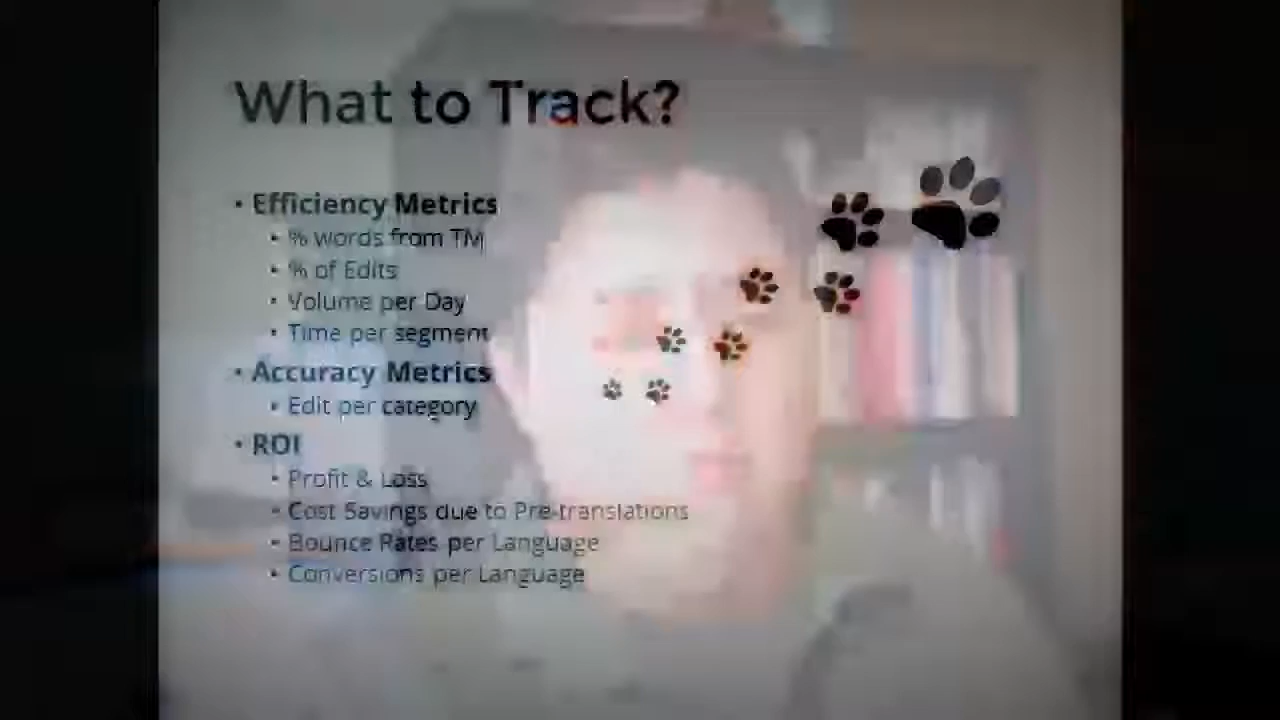 What to Track?
• Efficiency Metrics
• % words from TM
• % of Edits
• Volume per Day
• Time per segment
• Accuracy Metrics
• Edit per category
• ROI
• Profit & Loss
• Cost Savings due to Pre-translations
• Bounce Rates per Language
• Conversions per Language